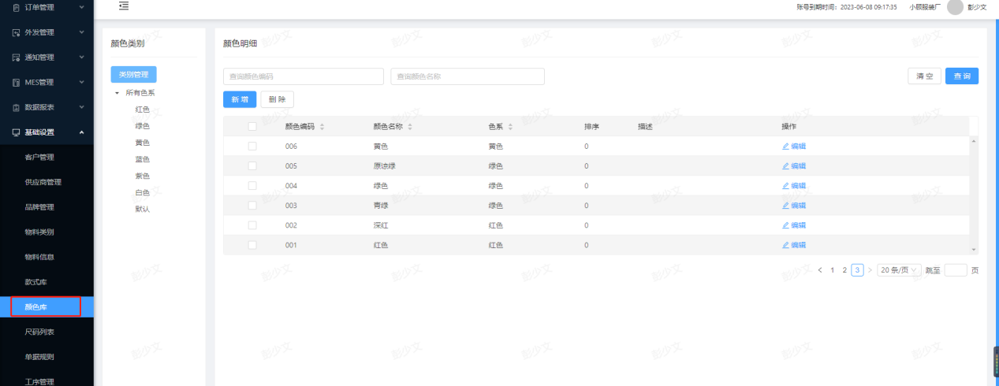 账号到期时间：2023-06-08 09:17:35 小顾服装厂 彭少文
订单管理
外发管理
通知管理
MES管理
数据报表
基础设置
客户管理
供应商管理
品牌管理
物料类别
物料信息
款式库
颜色库
尺码列表
单据规则
工序管理
颜色类别
类别管理
所有色系
红色
绿色
黄色
蓝色
紫色
白色
默认
颜色明细
查询颜色编码 查询颜色名称 清空 查询
新增 删除
颜色编码 颜色名称 色系 排序 描述 操作
006 黄色 黄色 0 编辑
005 原谅绿 绿色 0 编辑
004 绿色 绿色 0 编辑
003 青绿 绿色 0 编辑
002 深红 红色 0 编辑
001 红色 红色 0 编辑
< 1 2 3 > 20 条/页 跳至 页
彭少文